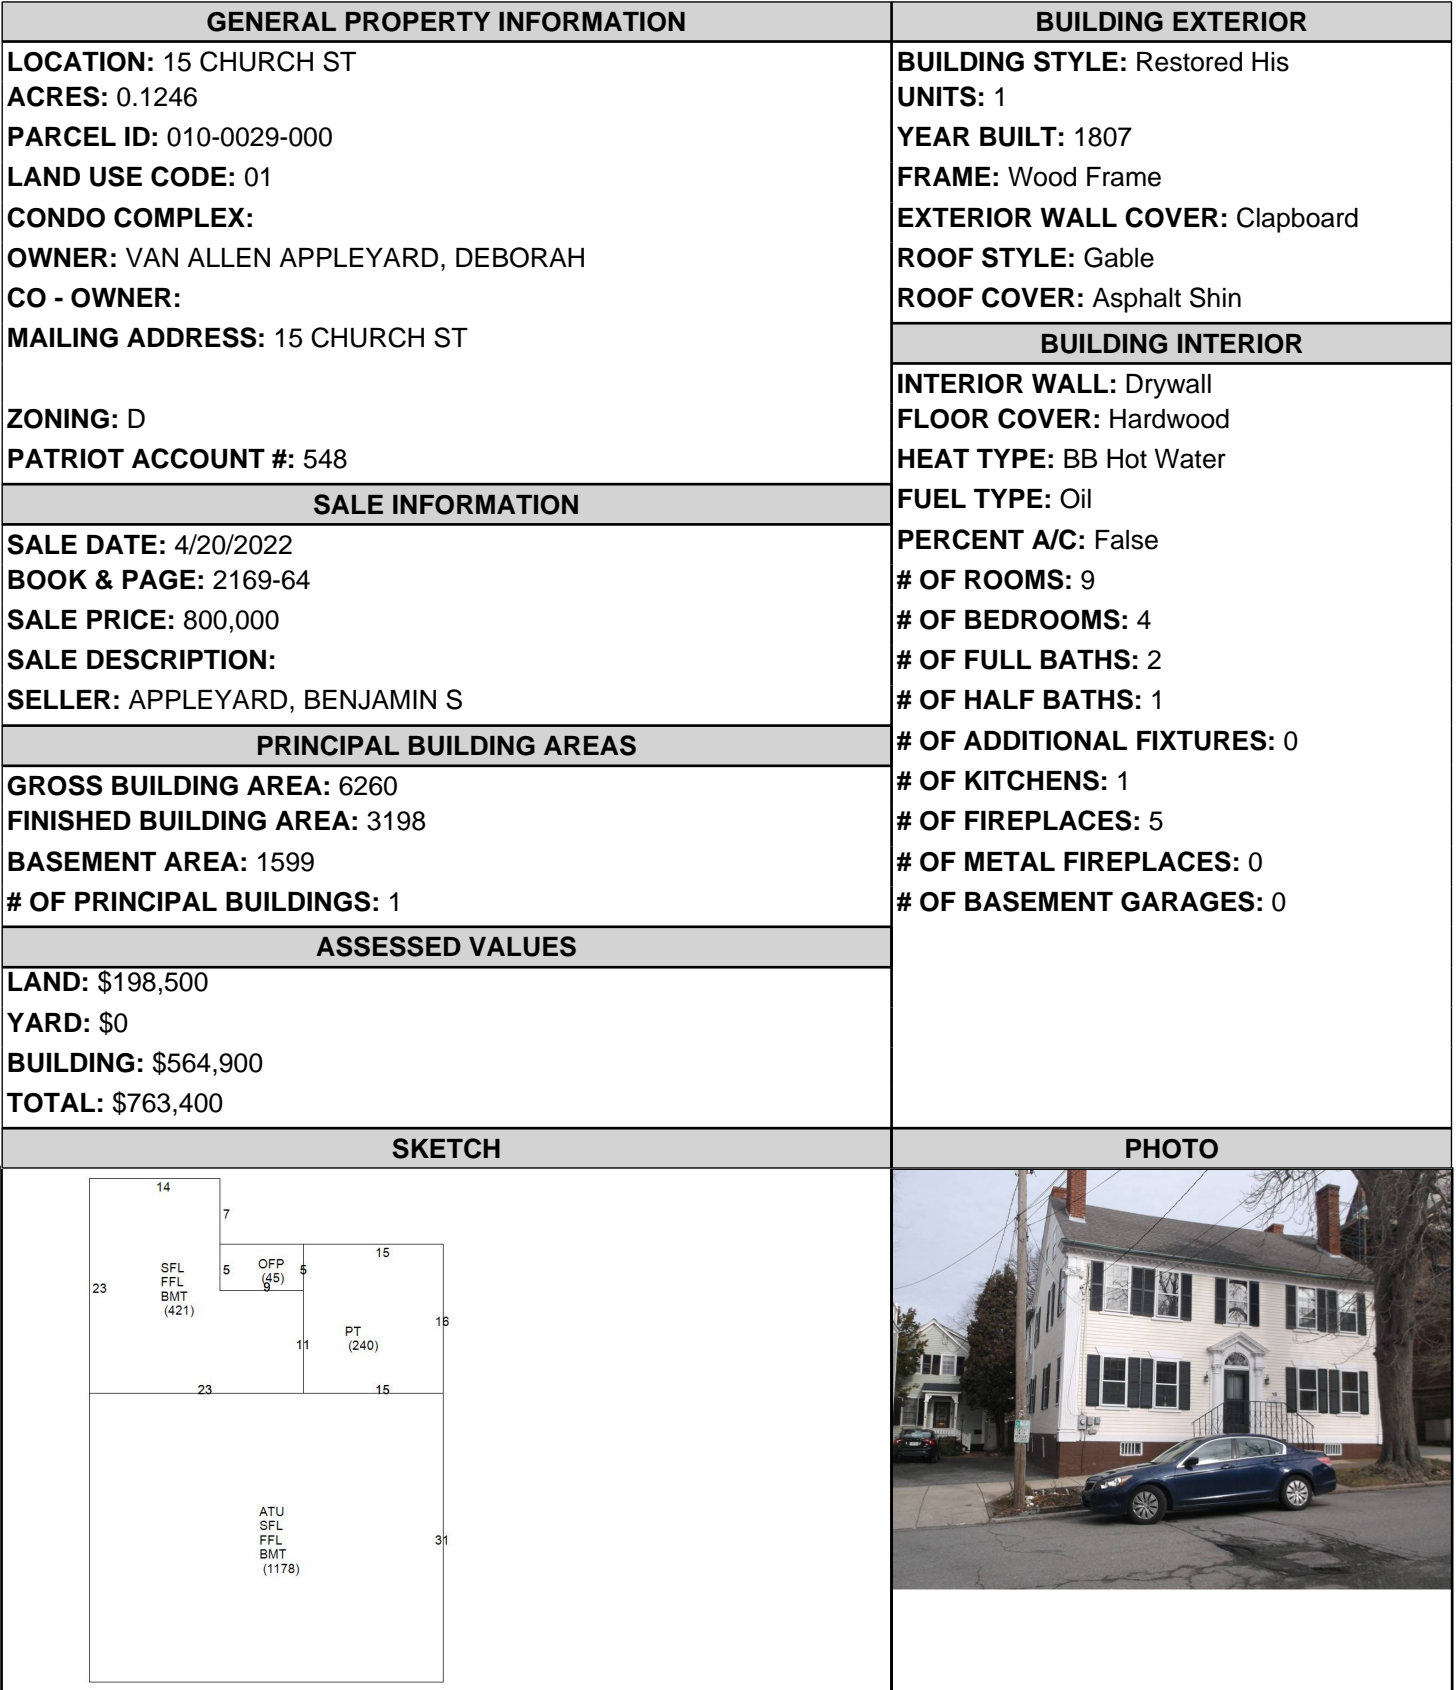 GENERAL PROPERTY INFORMATION
LOCATION: 15 CHURCH ST
ACRES: 0.1246
PARCEL ID: 010-0029-000
LAND USE CODE: 01
CONDO COMPLEX:
OWNER: VAN ALLEN APPLEYARD, DEBORAH
CO - OWNER:
MAILING ADDRESS: 15 CHURCH ST
ZONING: D
PATRIOT ACCOUNT #: 548
SALE INFORMATION
SALE DATE: 4/20/2022
BOOK & PAGE: 2169-64
SALE PRICE: 800,000
SALE DESCRIPTION:
SELLER: APPLEYARD, BENJAMIN S
PRINCIPAL BUILDING AREAS
GROSS BUILDING AREA: 6260
FINISHED BUILDING AREA: 3198
BASEMENT AREA: 1599
# OF PRINCIPAL BUILDINGS: 1
ASSESSED VALUES
LAND: $198,500
YARD: $0
BUILDING: $564,900
TOTAL: $763,400
BUILDING EXTERIOR
BUILDING STYLE: Restored His
UNITS: 1
YEAR BUILT: 1807
FRAME: Wood Frame
EXTERIOR WALL COVER: Clapboard
ROOF STYLE: Gable
ROOF COVER: Asphalt Shin
BUILDING INTERIOR
INTERIOR WALL: Drywall
FLOOR COVER: Hardwood
HEAT TYPE: BB Hot Water
FUEL TYPE: Oil
PERCENT A/C: False
# OF ROOMS: 9
# OF BEDROOMS: 4
# OF FULL BATHS: 2
# OF HALF BATHS: 1
# OF ADDITIONAL FIXTURES: 0
# OF KITCHENS: 1
# OF FIREPLACES: 5
# OF METAL FIREPLACES: 0
# OF BASEMENT GARAGES: 0
SKETCH
14
7
15
5
OFP
(45)
5
9
SFL
FFL
BMT
(421)
23
16
PT
(240)
11
23
15
ATU
SFL
FFL
BMT
(1178)
31
PHOTO